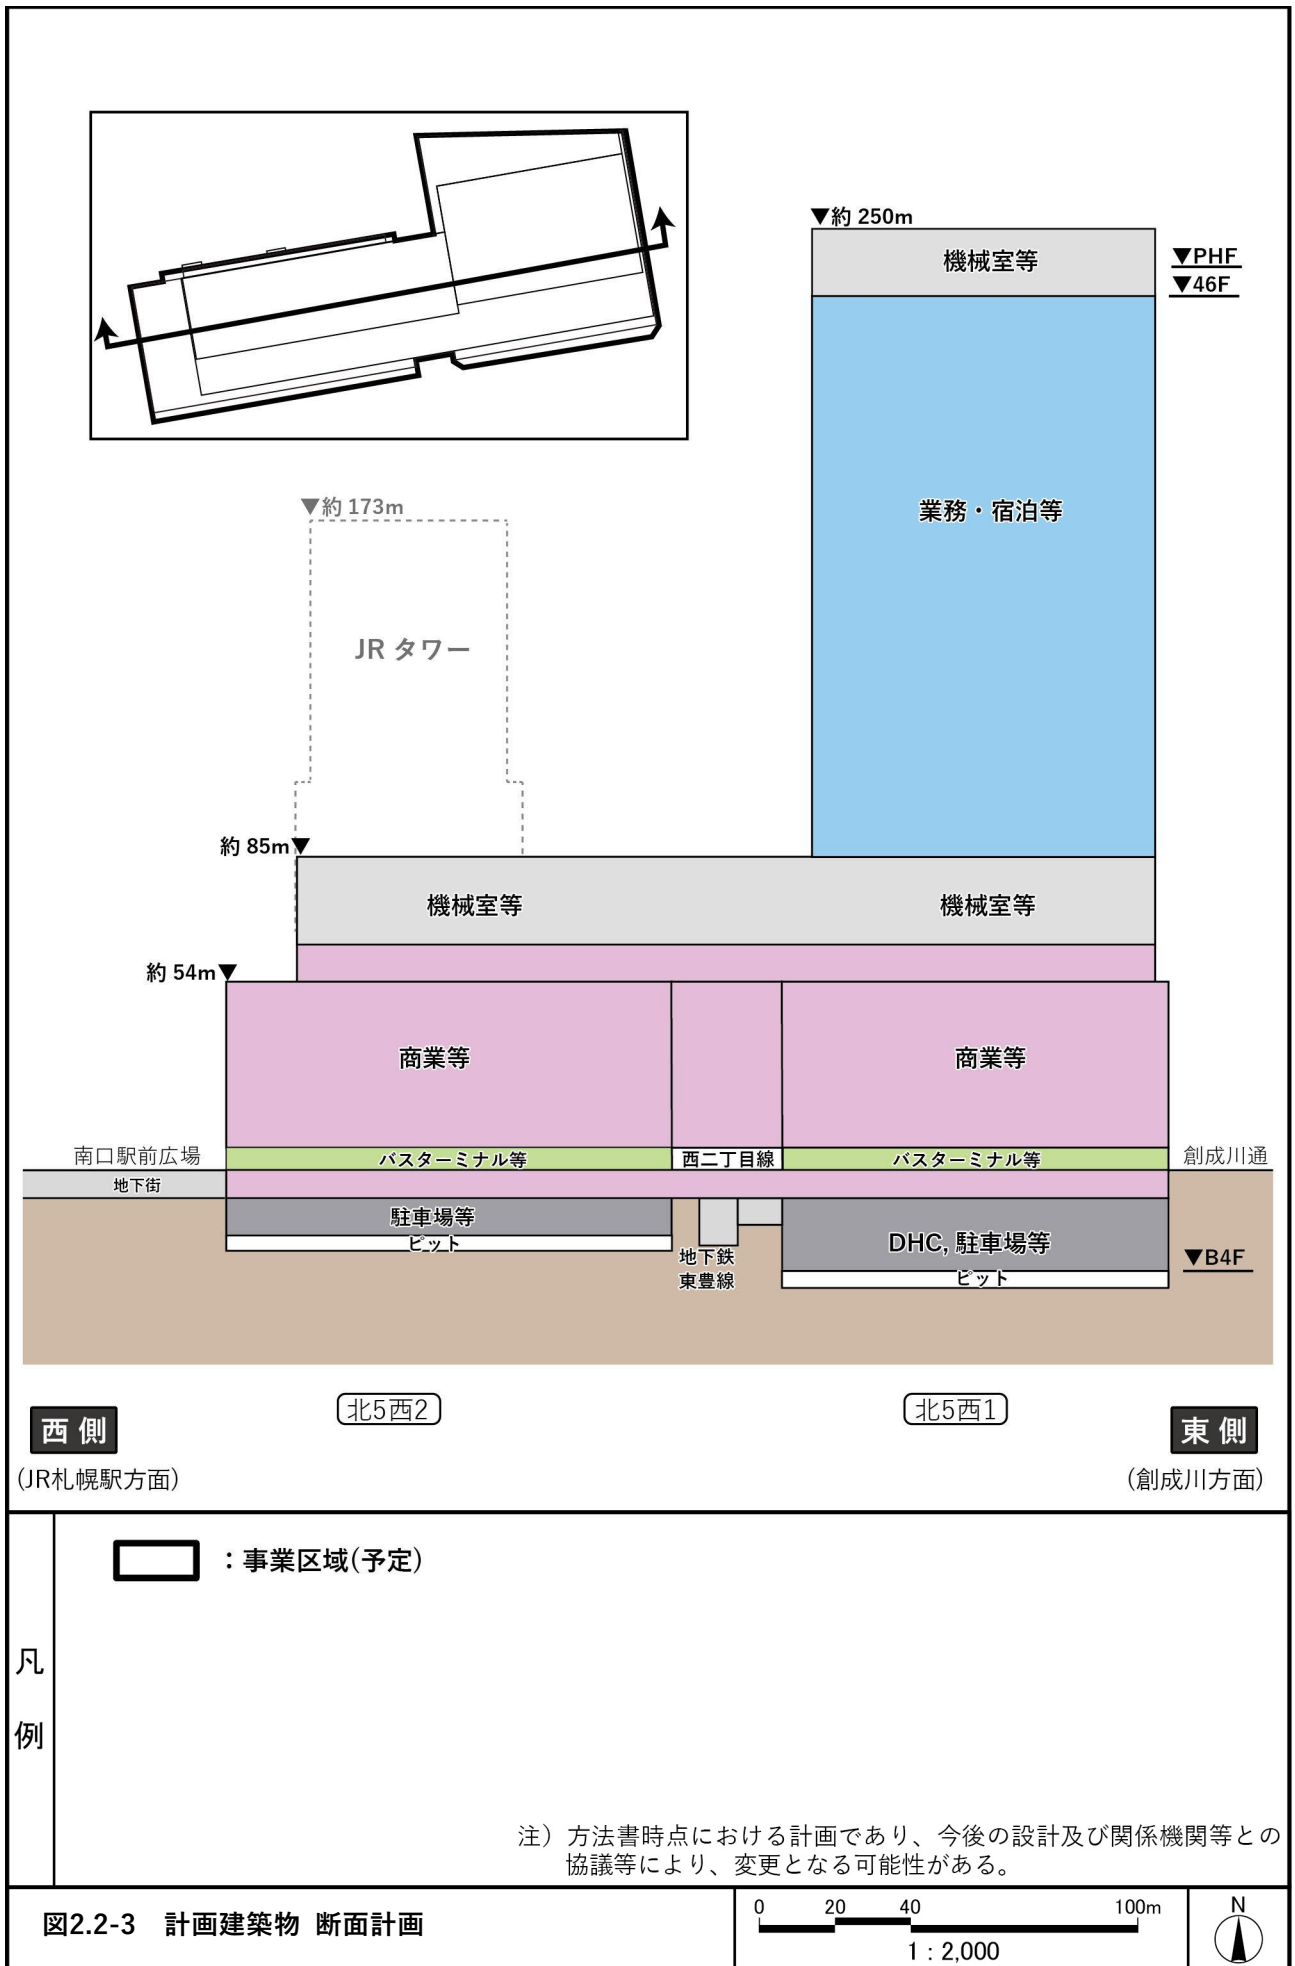 ▼約 250m
機械室等
▼PHF
▼46F
業務・宿泊等
▼約 173m
JR タワー
約 85m▼
機械室等
機械室等
約 54m▼
商業等
商業等
南口駅前広場
バスターミナル等
西二丁目線
バスターミナル等
創成川通
地下街
駐車場等
ピット
地下鉄
東豊線
DHC, 駐車場等
▼B4F
ピット
北5西2
北5西1
西側
東側
(JR札幌駅方面)
(創成川方面)
凡例
：事業区域(予定)
注）方法書時点における計画であり、今後の設計及び関係機関等との
協議等により、変更となる可能性がある。
図2.2-3 計画建築物 断面計画
0 20 40 100m
1：2,000
N